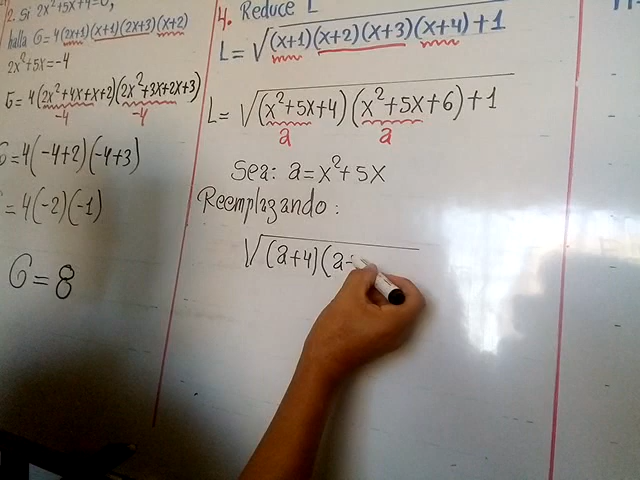 2. Si 2x²+5x+4=0,
halla G=4(2x+1)(x+1)(2x+3)(x+2)
2x²+5x=-4
G=4(2x²+4x+x+2)(2x²+3x+2x+3)
-4 -4
G=4(-4+2)(-4+3)
=4(-2)(-1)
G=8
4. Reduce L
L=√(x+1)(x+2)(x+3)(x+4)+1
L=√(x²+5x+4)(x²+5x+6)+1
a a
Sea: a=x²+5x
Reemplazando:
√(a+4)(a+